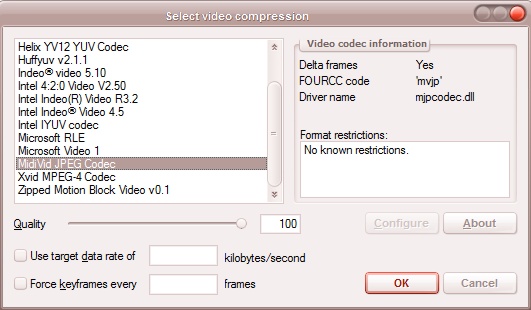 Select video compression
Helix YV12 YUV Codec
Huffyuv v2.1.1
Indeo® video 5.10
Intel 4:2:0 Video V2.50
Intel Indeo(R) Video R3.2
Intel Indeo® Video 4.5
Intel IYUV codec
Microsoft RLE
Microsoft Video 1
MidiVid JPEG Codec
Xvid MPEG-4 Codec
Zipped Motion Block Video v0.1
Video codec information
Delta frames Yes
FOURCC code 'mvjp'
Driver name mjpcodec.dll
Format restrictions:
No known restrictions.
Quality 100
Configure About
Use target data rate of kilobytes/second
Force keyframes every frames
OK Cancel